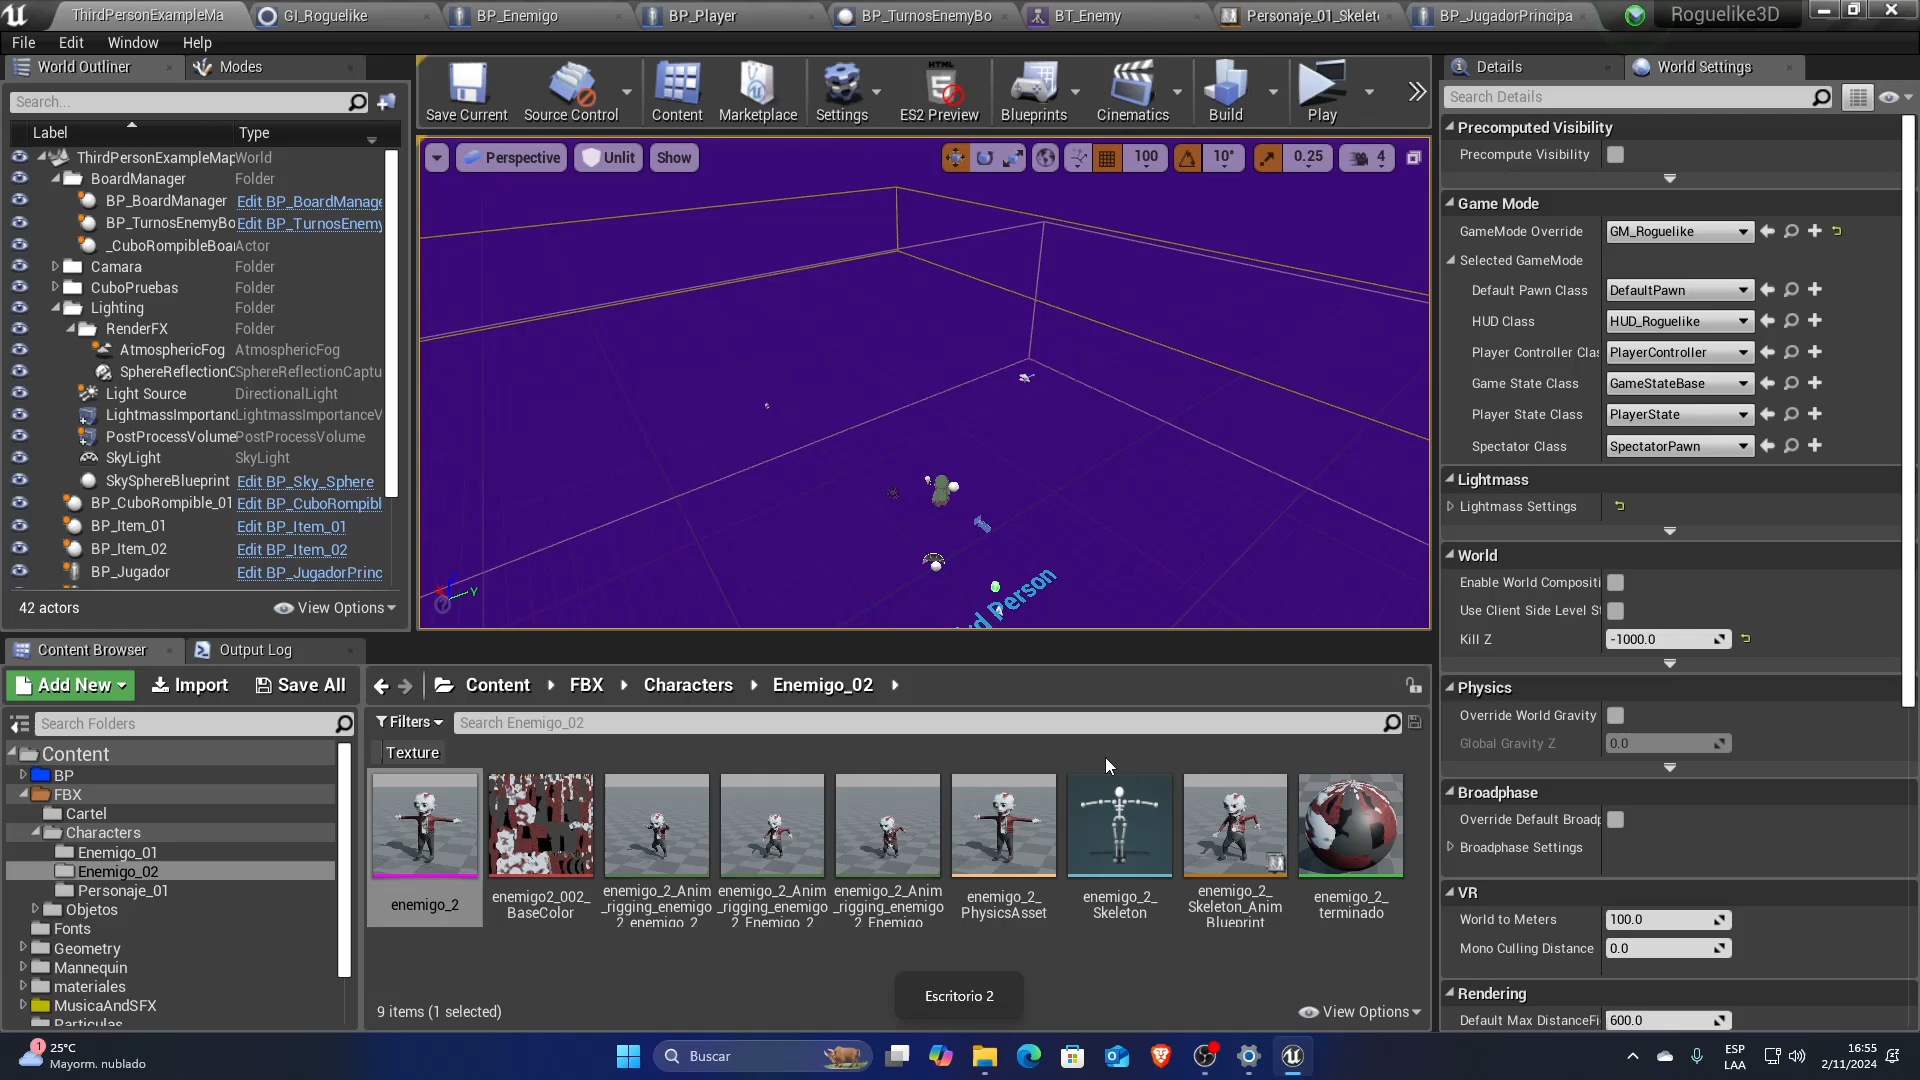 ThirdPersonExampleMa
GI_Roguelike
BP_Enemigo
BP_Player
BP_TurnosEnemyBo
BT_Enemy
Personaje_01_Skelet
BP_JugadorPrincipa
Roguelike3D
File
Edit
Window
Help
World Outliner
Modes
Search...
Label
Type
ThirdPersonExampleMap World
BoardManager Folder
BP_BoardManager Edit BP_BoardManage
BP_TurnosEnemyBo Edit BP_TurnosEnemy
_CuboRompibleBoar Actor
Camara Folder
CuboPruebas Folder
Lighting Folder
RenderFX Folder
AtmosphericFog AtmosphericFog
SphereReflectionC SphereReflectionCaptu
Light Source DirectionalLight
LightmassImportanc LightmassImportanceV
PostProcessVolume PostProcessVolume
SkyLight SkyLight
SkySphereBlueprint Edit BP_Sky_Sphere
BP_CuboRompible_01 Edit BP_CuboRompibl
BP_Item_01 Edit BP_Item_01
BP_Item_02 Edit BP_Item_02
BP_Jugador Edit BP_JugadorPrinc
42 actors
View Options
Save Current
Source Control
Content
Marketplace
Settings
HTML
ES2 Preview
Blueprints
Cinematics
Build
Play
Perspective
Unlit
Show
100
10°
0.25
4
X
Y
rd Person
Details
World Settings
Search Details
Precomputed Visibility
Precompute Visibility
Game Mode
GameMode Override GM_Roguelike
Selected GameMode
Default Pawn Class DefaultPawn
HUD Class HUD_Roguelike
Player Controller Clas PlayerController
Game State Class GameStateBase
Player State Class PlayerState
Spectator Class SpectatorPawn
Lightmass
Lightmass Settings
World
Enable World Compositi
Use Client Side Level St
Kill Z -1000.0
Physics
Override World Gravity
Global Gravity Z 0.0
Broadphase
Override Default Broadp
Broadphase Settings
VR
World to Meters 100.0
Mono Culling Distance 0.0
Rendering
Default Max DistanceFi 600.0
Content Browser
Output Log
Add New
Import
Save All
Content
FBX
Characters
Enemigo_02
Search Folders
Filters
Search Enemigo_02
Texture
Content
BP
FBX
Cartel
Characters
Enemigo_01
Enemigo_02
Personaje_01
Objetos
Fonts
Geometry
Mannequin
materiales
MusicaAndSFX
Particulas
enemigo_2
enemigo2_002_
BaseColor
enemigo_2_Anim
_rigging_enemigo
2_enemigo_2
enemigo_2_Anim
_rigging_enemigo
2_Enemigo_2
enemigo_2_Anim
_rigging_enemigo
2_Enemigo
enemigo_2_
PhysicsAsset
enemigo_2_
Skeleton
enemigo_2_
Skeleton_Anim
Blueprint
enemigo_2_
terminado
Escritorio 2
9 items (1 selected)
View Options
1
25°C
Mayorm. nublado
Buscar
ESP
LAA
16:55
2/11/2024